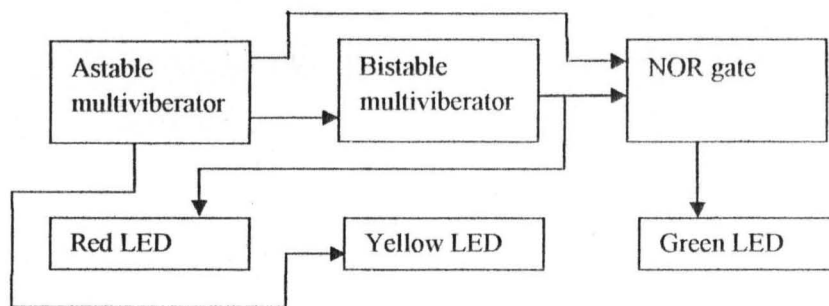 Astable
multiviberator
Bistable
multiviberator
NOR gate
Red LED
Yellow LED
Green LED